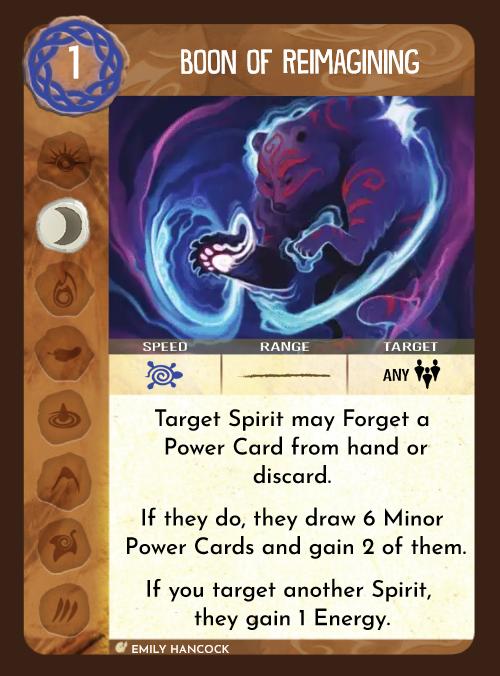 1
BOON OF REIMAGINING
SPEED RANGE TARGET
ANY
Target Spirit may Forget a
Power Card from hand or
discard.
If they do, they draw 6 Minor
Power Cards and gain 2 of them.
If you target another Spirit,
they gain 1 Energy.
EMILY HANCOCK